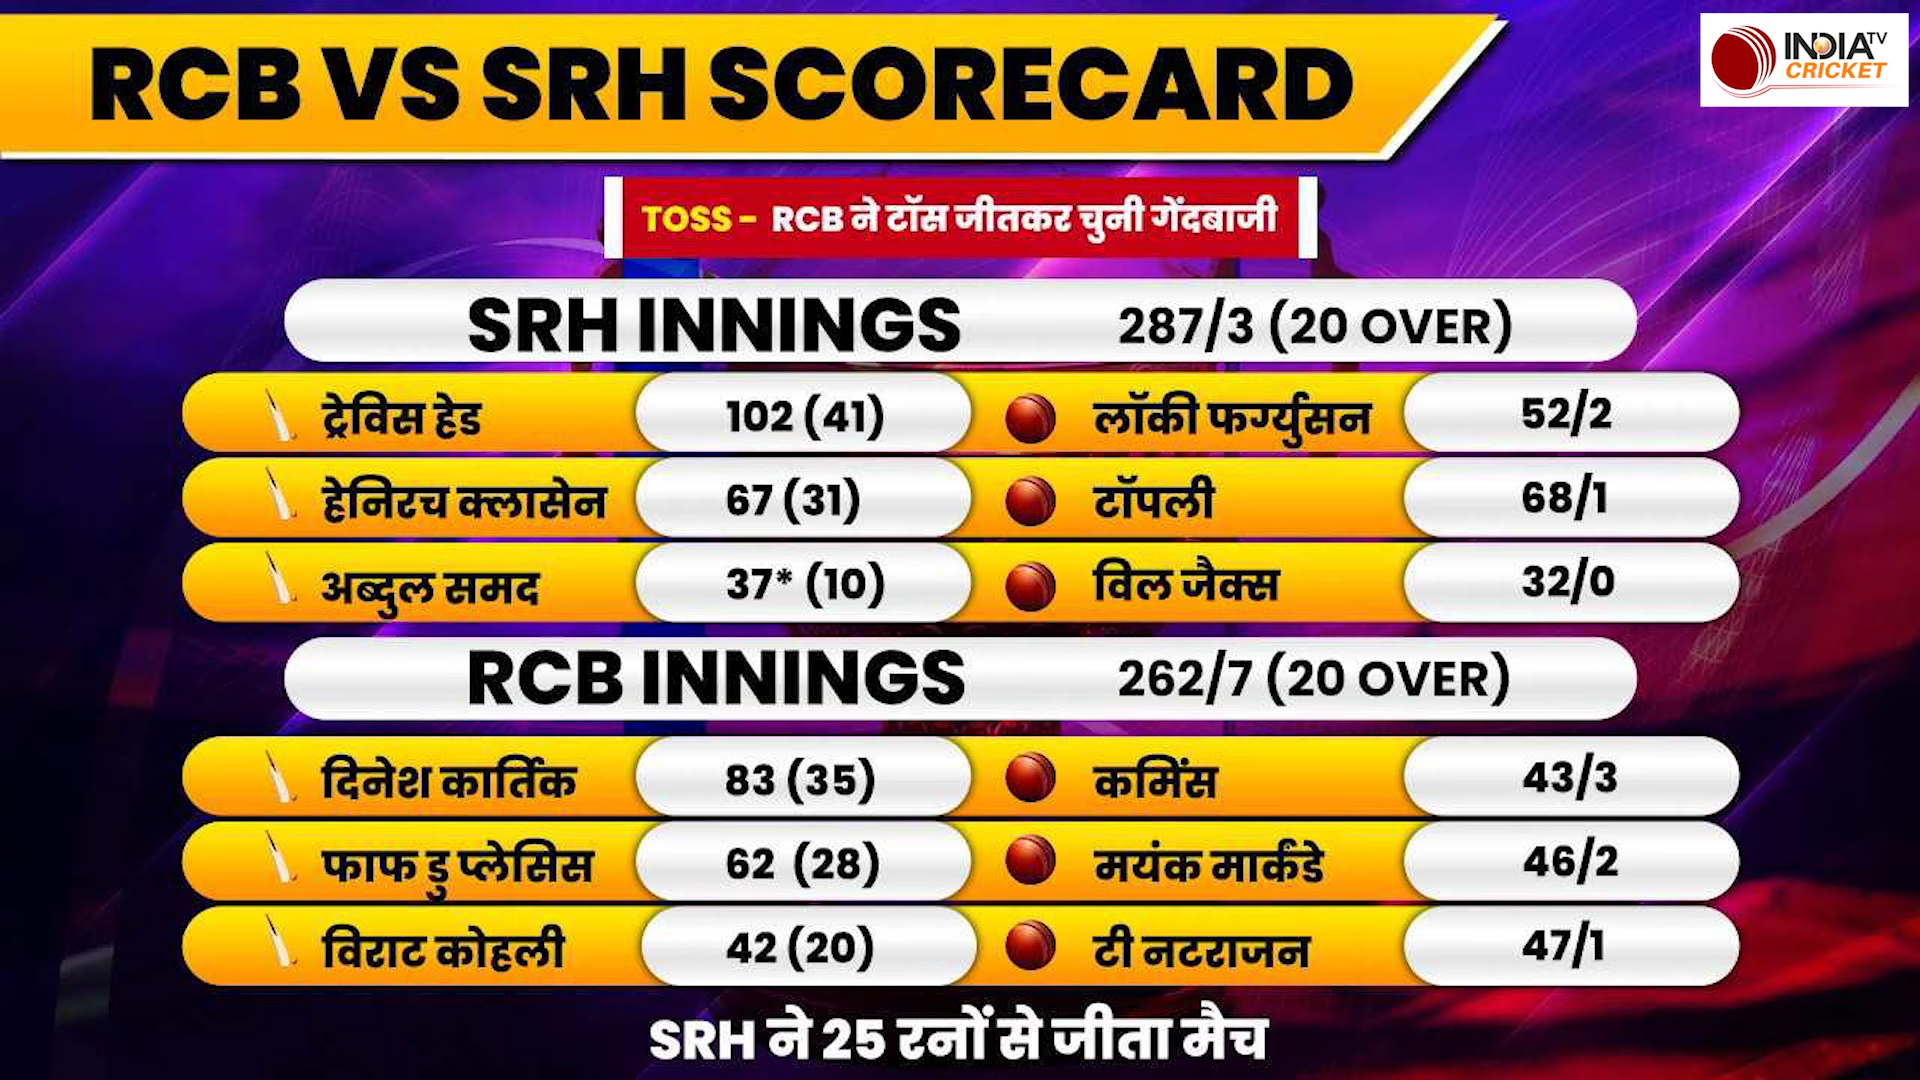 RCB VS SRH SCORECARD
INDIA TV
CRICKET
TOSS - RCB ने टॉस जीतकर चुनी गेंदबाजी
SRH INNINGS 287/3 (20 OVER)
ट्रेविस हेड 102 (41) लॉकी फर्ग्युसन 52/2
हेनिरच क्लासेन 67 (31) टॉपली 68/1
अब्दुल समद 37* (10) विल जैक्स 32/0
RCB INNINGS 262/7 (20 OVER)
दिनेश कार्तिक 83 (35) कमिंस 43/3
फाफ डु प्लेसिस 62 (28) मयंक मार्कंडे 46/2
विराट कोहली 42 (20) टी नटराजन 47/1
SRH ने 25 रनों से जीता मैच